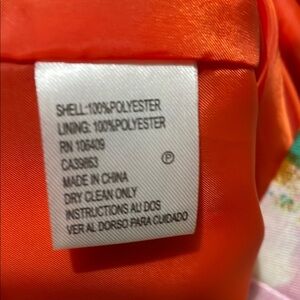 SHELL:100%POLYESTER
LINING: 100%POLYESTER
RN 106409
CA39863
P
MADE IN CHINA
DRY CLEAN ONLY
INSTRUCTIONS AU DOS
VER AL DORSO PARA CUIDADO